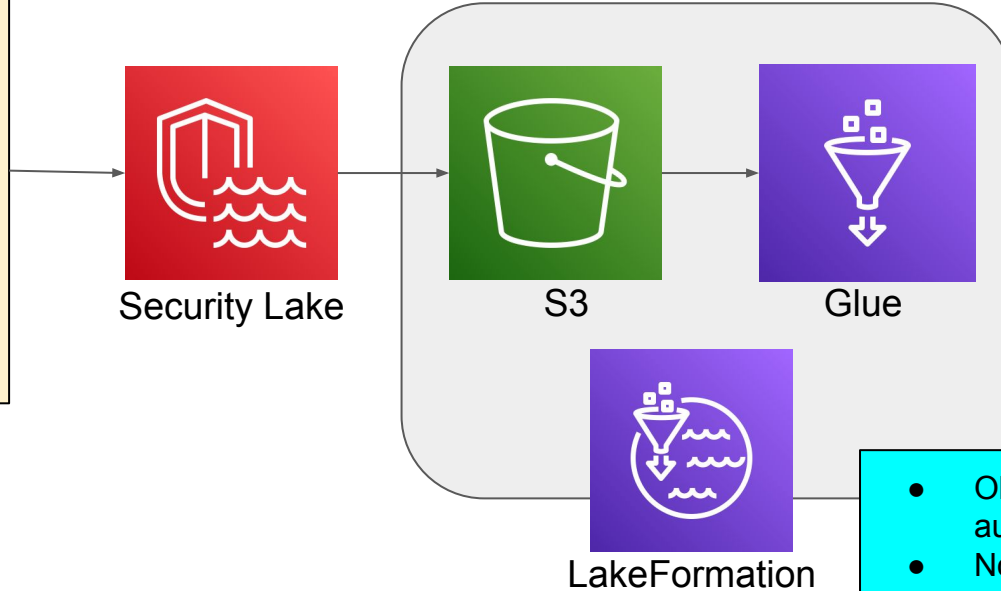 Security Lake
S3
Glue
LakeFormation
●
●